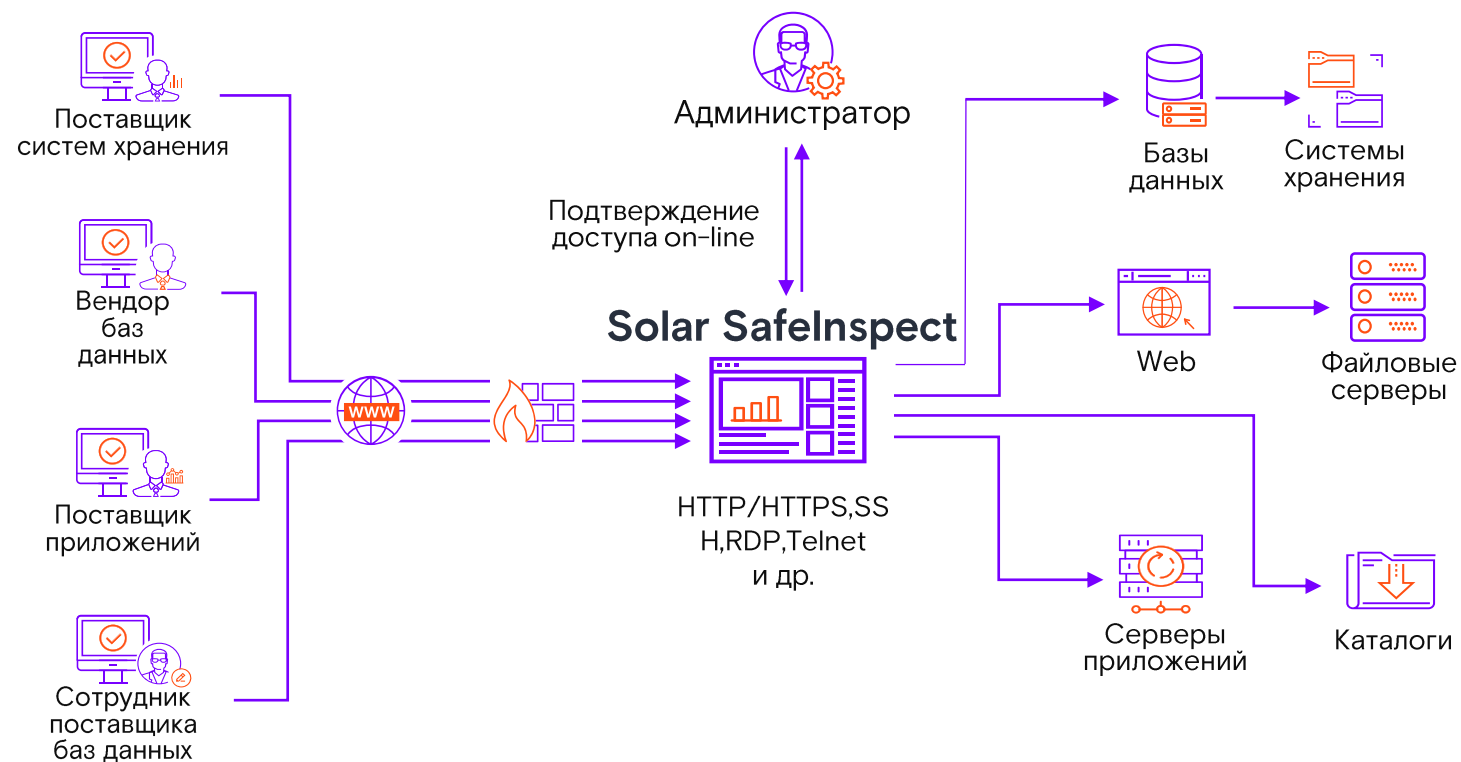 Поставщик
систем хранения
Вендор
баз
данных
Поставщик
приложений
Сотрудник
поставщика
баз данных
WWW
Администратор
Подтверждение
доступа on-line
Solar SafeInspect
HTTP/HTTPS,SS
H,RDP,Telnet
и др.
Базы
данных
Системы
хранения
Web
Файловые
серверы
Серверы
приложений
Каталоги